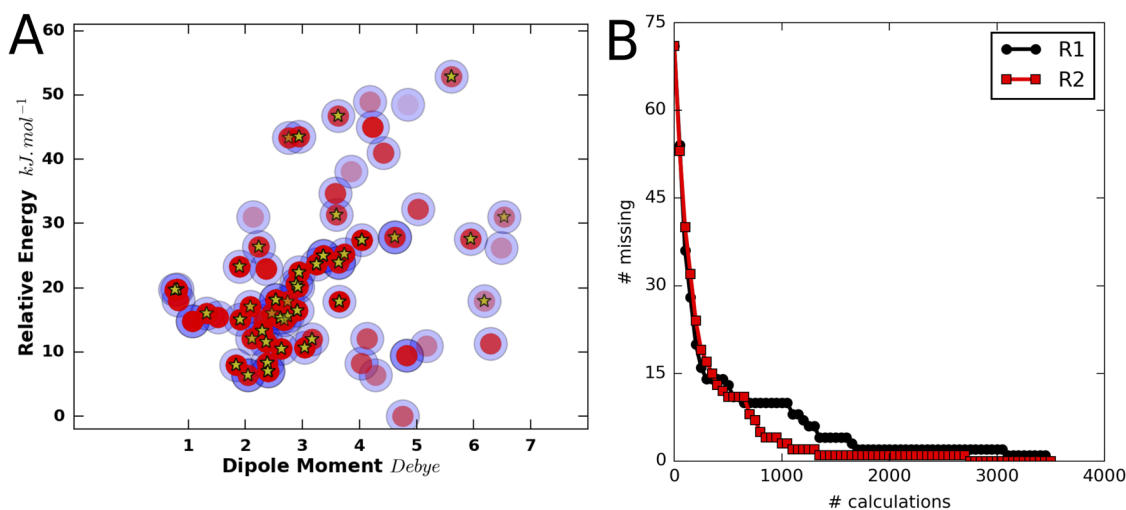 A
60
50
40
30
20
10
0
Relative Energy kJ.mol⁻¹
1 2 3 4 5 6 7
Dipole Moment Debye
B
75
60
45
30
15
0
# missing
R1
R2
0 1000 2000 3000 4000
# calculations